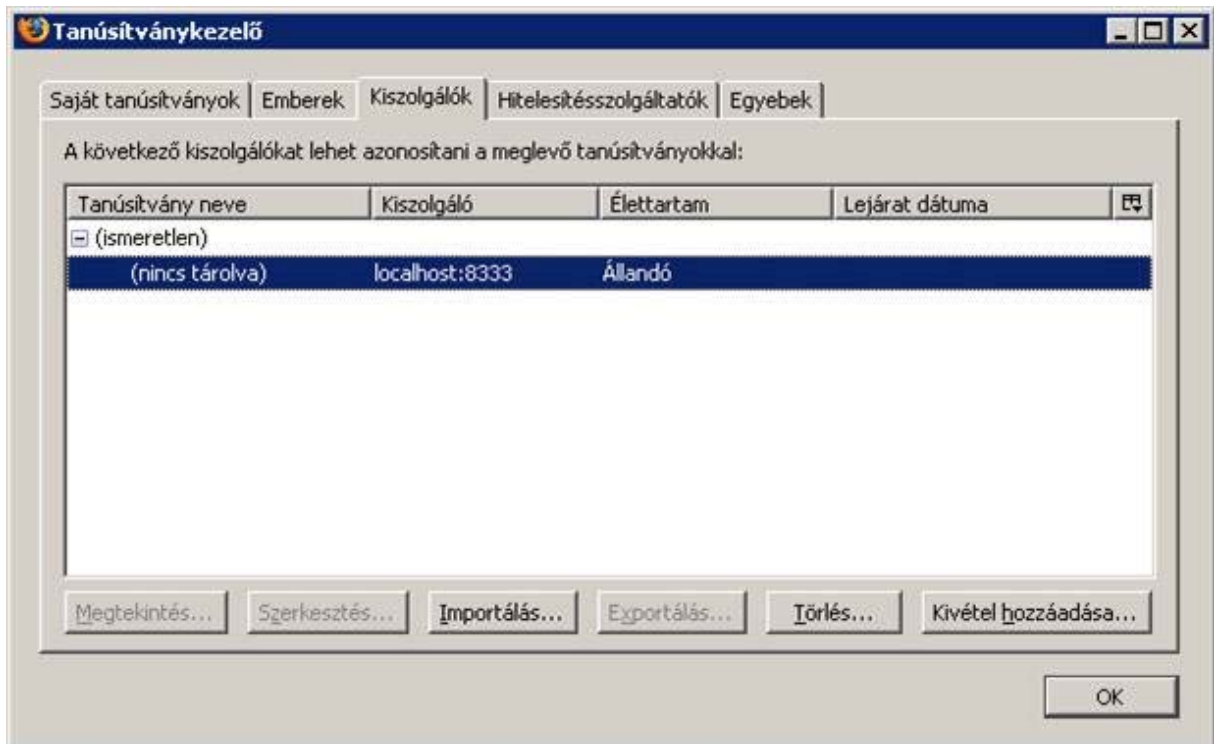 Tanúsítványkezelő
Saját tanúsítványok Emberek Kiszolgálók Hitelesítésszolgáltatók Egyebek
A következő kiszolgálókat lehet azonosítani a meglevő tanúsítványokkal:
Tanúsítvány neve Kiszolgáló Élettartam Lejárat dátuma
(ismeretlen)
(nincs tárolva) localhost:8333 Állandó
Megtekintés... Szerkesztés... Importálás... Exportálás... Törlés... Kivétel hozzáadása...
OK